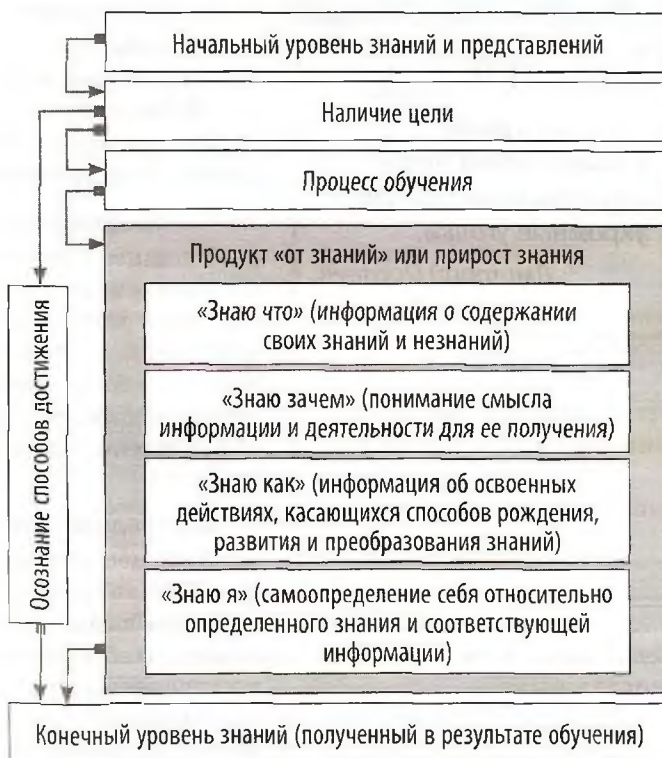 Начальный уровень знаний и представлений
Наличие цели
Процесс обучения
Продукт «от знаний» или прирост знания
«Знаю что» (информация о содержании
своих знаний и незнаний)
«Знаю зачем» (понимание смысла
информации и деятельности для ее получения)
«Знаю как» (информация об освоенных
действиях, касающихся способов рождения,
развития и преобразования знаний)
«Знаю я» (самоопределение себя относительно
определенного знания и соответствующей
информации)
Осознание способов достижения
Конечный уровень знаний (полученный в результате обучения)